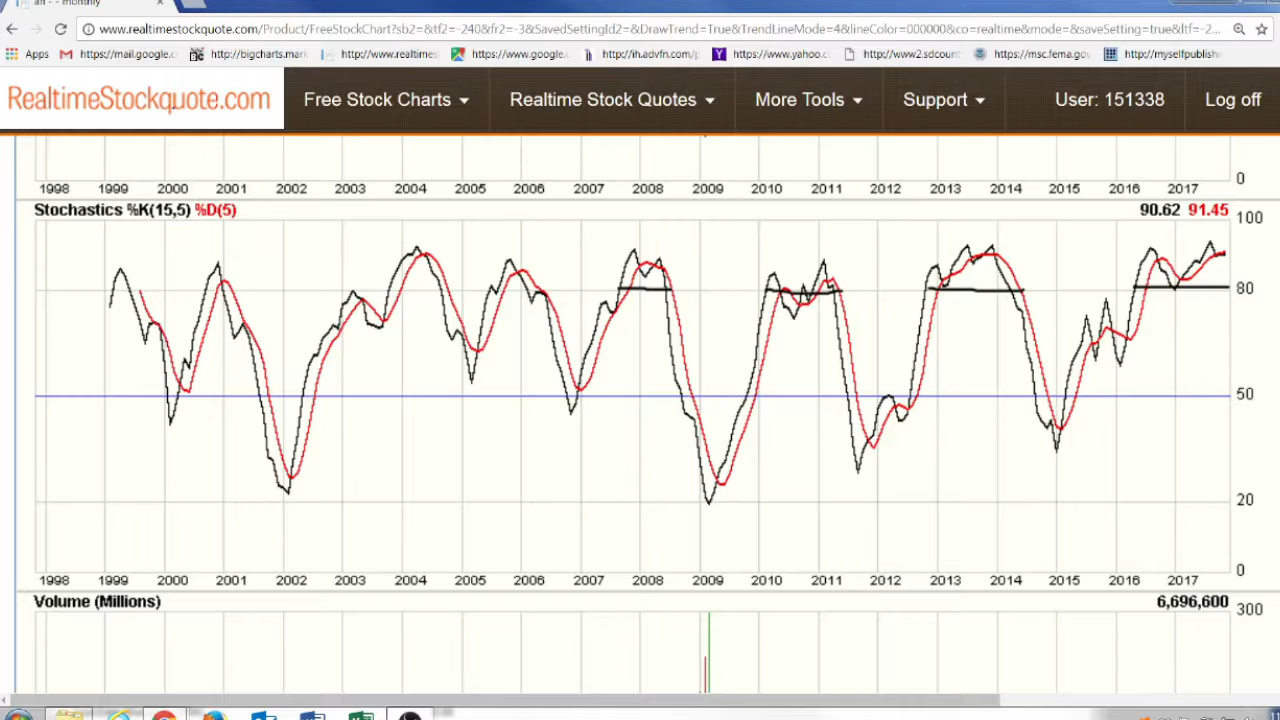 an - - monthly
www.realtimestockquote.com/Product/FreeStockChart?sb2=&tf2=-240&fr2=-3&SavedSettingId2=&DrawTrend=True&TrendLineMode=4&lineColor=000000&co=realtime&mode=&saveSetting=true&ltf=-2...
Apps https://mail.google.c http://bigcharts.mark http://www.realtimes https://www.google. http://ih.advfn.com/p https://www.yahoo.c http://www2.sdcount https://msc.fema.gov http://myselfpublish
RealtimeStockquote.com Free Stock Charts Realtime Stock Quotes More Tools Support User: 151338 Log off
0
1998 1999 2000 2001 2002 2003 2004 2005 2006 2007 2008 2009 2010 2011 2012 2013 2014 2015 2016 2017
Stochastics %K(15,5) %D(5) 90.62 91.45
100
80
50
20
0
1998 1999 2000 2001 2002 2003 2004 2005 2006 2007 2008 2009 2010 2011 2012 2013 2014 2015 2016 2017
Volume (Millions) 6,696,600
300